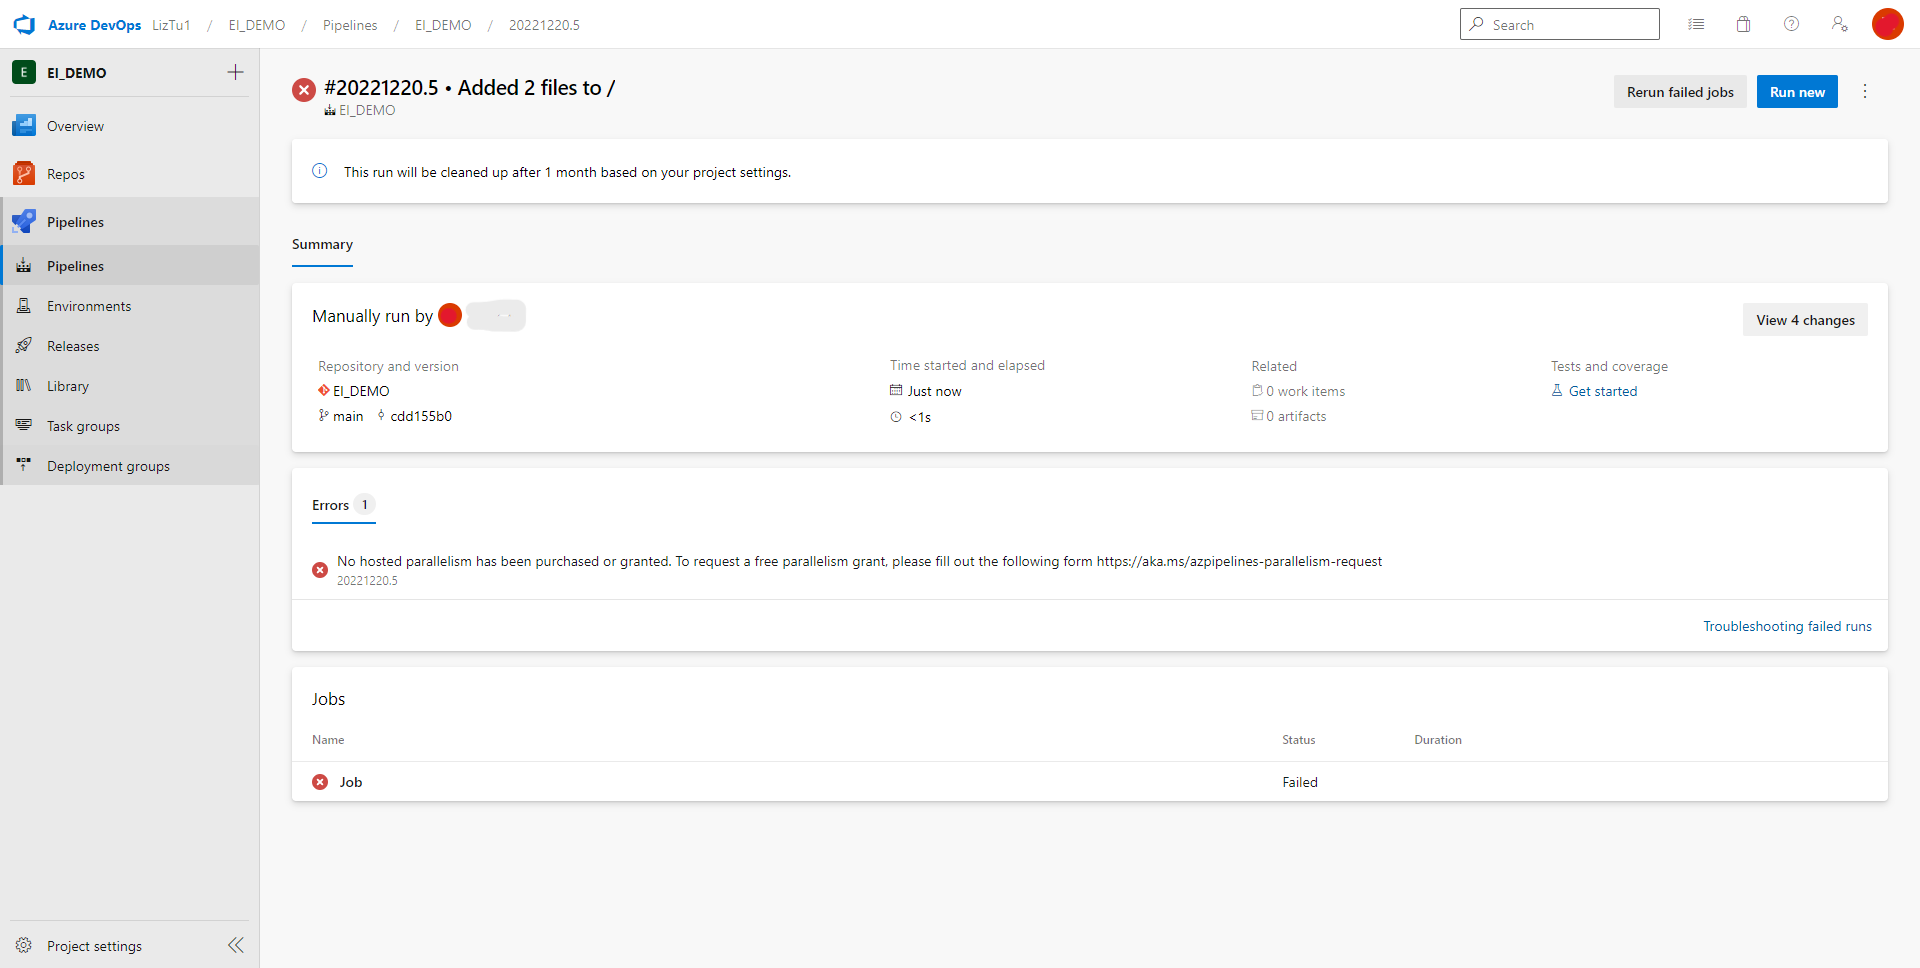 Azure DevOps LizTu1 / EI_DEMO / Pipelines / EI_DEMO / 20221220.5
Search
E EI_DEMO
Overview
Repos
Pipelines
Pipelines
Environments
Releases
Library
Task groups
Deployment groups
Project settings
#20221220.5 • Added 2 files to /
EI_DEMO
Rerun failed jobs
Run new
This run will be cleaned up after 1 month based on your project settings.
Summary
Manually run by
View 4 changes
Repository and version
EI_DEMO
main cdd155b0
Time started and elapsed
Just now
<1s
Related
0 work items
0 artifacts
Tests and coverage
Get started
Errors 1
No hosted parallelism has been purchased or granted. To request a free parallelism grant, please fill out the following form https://aka.ms/azpipelines-parallelism-request
20221220.5
Troubleshooting failed runs
Jobs
Name Status Duration
Job Failed